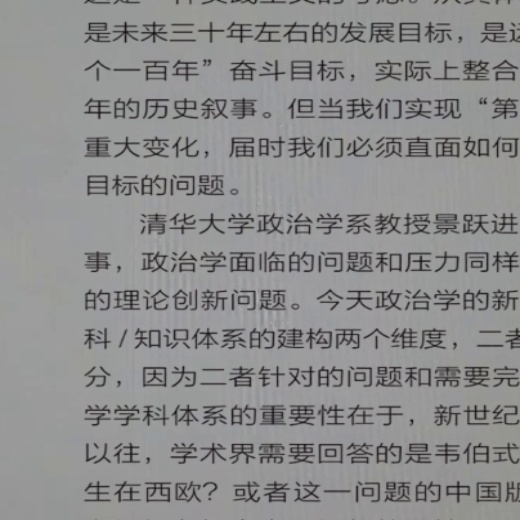 是未来三十年左右的发展目标，是
个一百年”奋斗目标，实际上整合
年的历史叙事。但当我们实现“第
重大变化，届时我们必须直面如何
目标的问题。
清华大学政治学系教授景跃进
事，政治学面临的问题和压力同样
的理论创新问题。今天政治学的新
科/知识体系的建构两个维度，二者
分，因为二者针对的问题和需要完
学学科体系的重要性在于，新世纪
以往，学术界需要回答的是韦伯式
生在西欧？或者这一问题的中国版